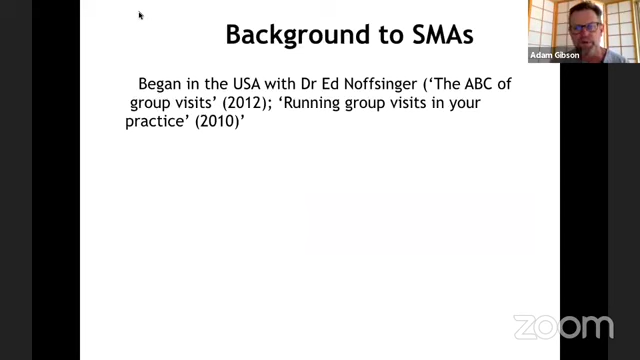 Background to SMAs
Adam Gibson
Began in the USA with Dr Ed Noffsinger (‘The ABC of
group visits’ (2012); ‘Running group visits in your
practice’ (2010)’
zoom